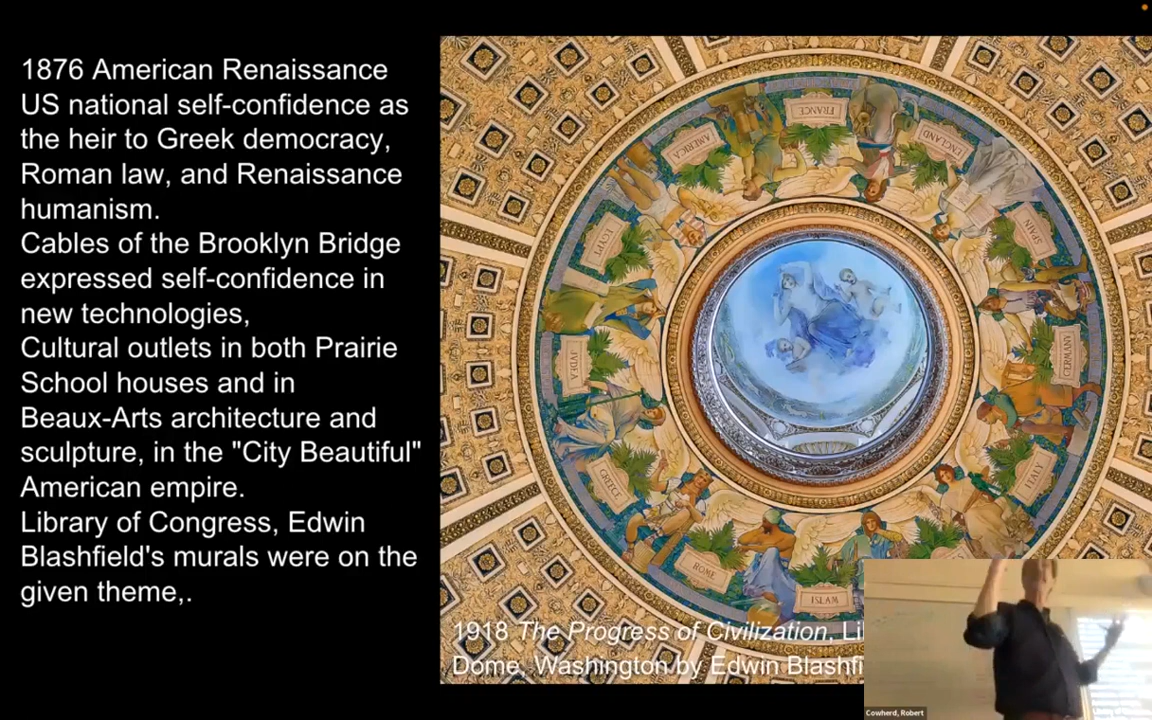 1876 American Renaissance
US national self-confidence as
the heir to Greek democracy,
Roman law, and Renaissance
humanism.
Cables of the Brooklyn Bridge
expressed self-confidence in
new technologies,
Cultural outlets in both Prairie
School houses and in
Beaux-Arts architecture and
sculpture, in the "City Beautiful"
American empire.
Library of Congress, Edwin
Blashfield's murals were on the
given theme,.
FRANCE
AMERICA
ENGLAND
EGYPT
SPAIN
JUDEA
GERMANY
GREECE
ITALY
ROME
ISLAM
1918 The Progress of Civilization, Li
Dome, Washington by Edwin Blashfi
Cowherd, Robert